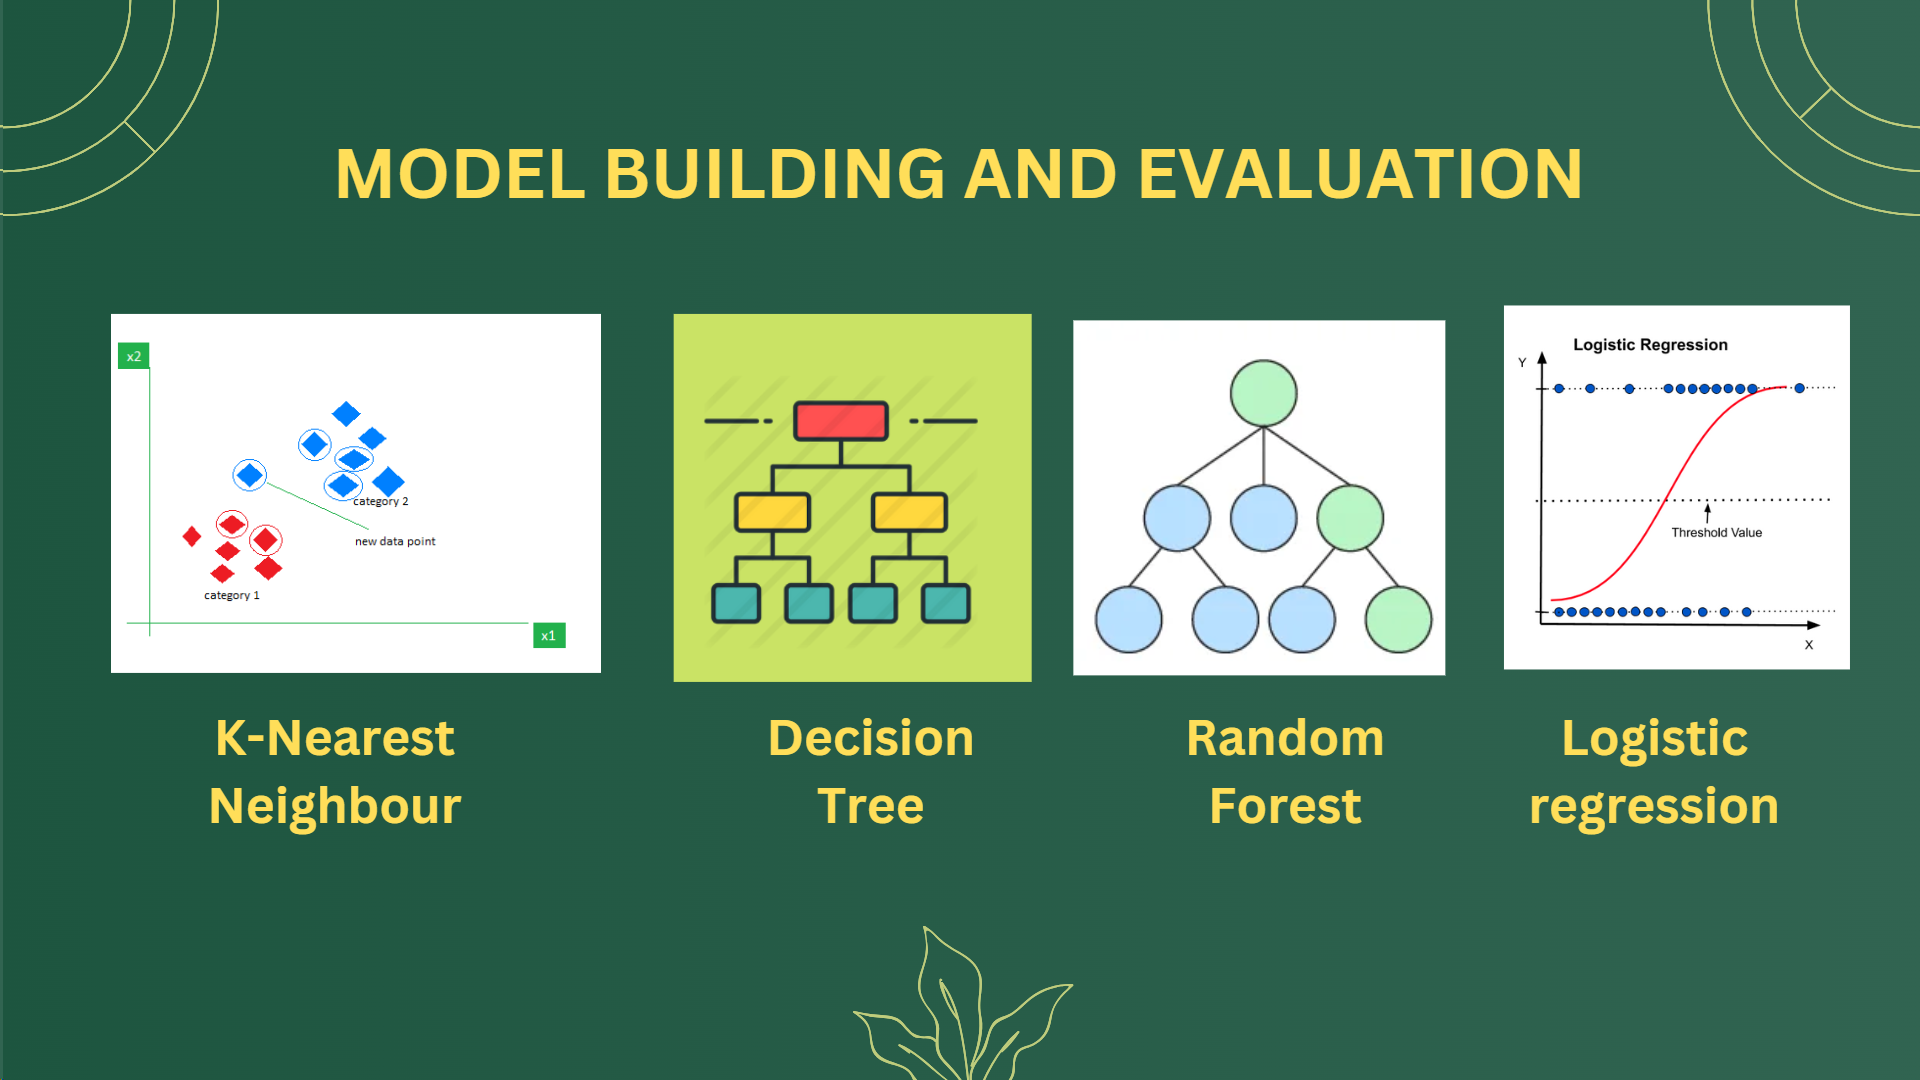 MODEL BUILDING AND EVALUATION
x2
category 2
new data point
category 1
x1
Logistic Regression
Y
Threshold Value
X
K-Nearest
Neighbour
Decision
Tree
Random
Forest
Logistic
regression